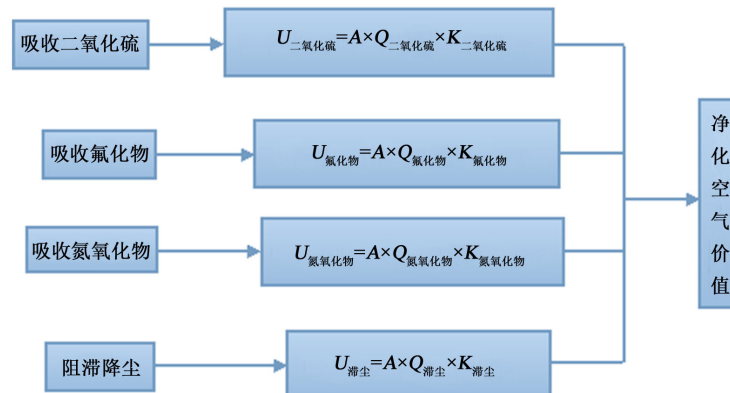 吸收二氧化硫
U二氧化硫=A×Q二氧化硫×K二氧化硫
吸收氟化物
U氟化物=A×Q氟化物×K氟化物
吸收氮氧化物
U氮氧化物=A×Q氮氧化物×K氮氧化物
阻滞降尘
U滞尘=A×Q滞尘×K滞尘
净
化
空
气
价
值